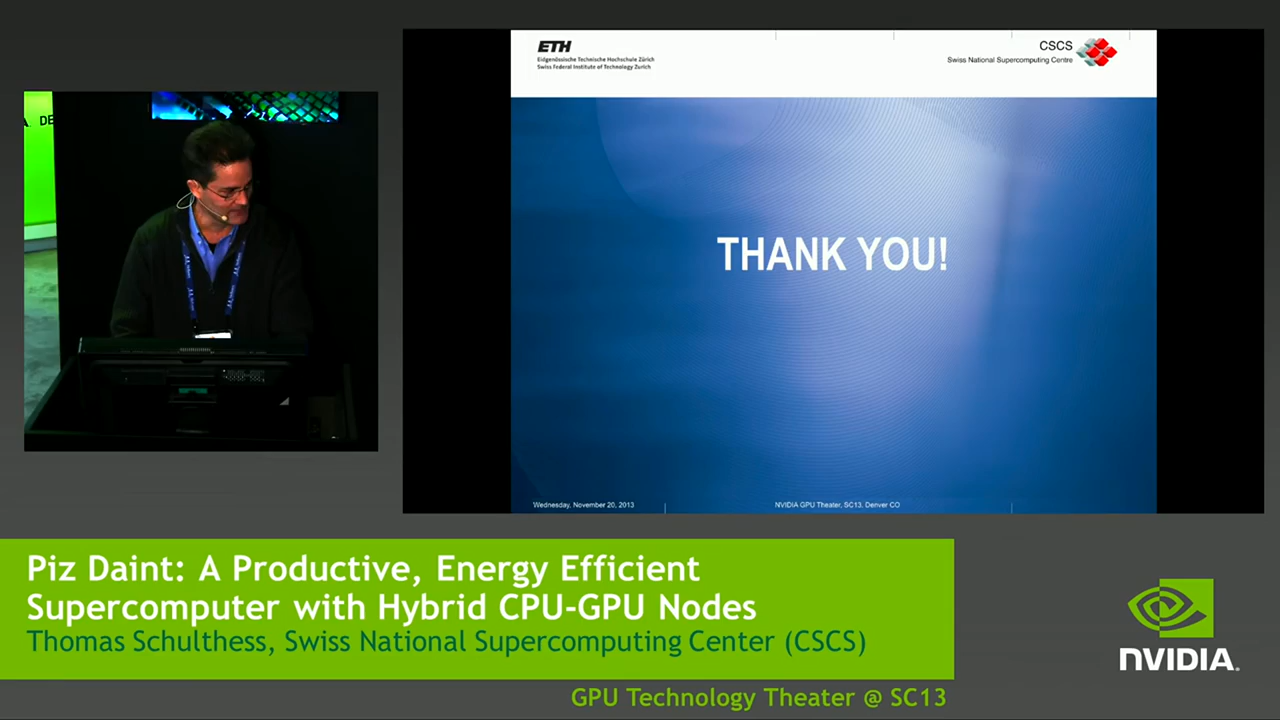 DE
ETH
Eidgenössische Technische Hochschule Zürich
Swiss Federal Institute of Technology Zurich
CSCS
Swiss National Supercomputing Centre
THANK YOU!
Wednesday, November 20, 2013
NVIDIA GPU Theater, SC13, Denver CO
Piz Daint: A Productive, Energy Efficient
Supercomputer with Hybrid CPU-GPU Nodes
Thomas Schulthess, Swiss National Supercomputing Center (CSCS)
GPU Technology Theater @ SC13
NVIDIA.